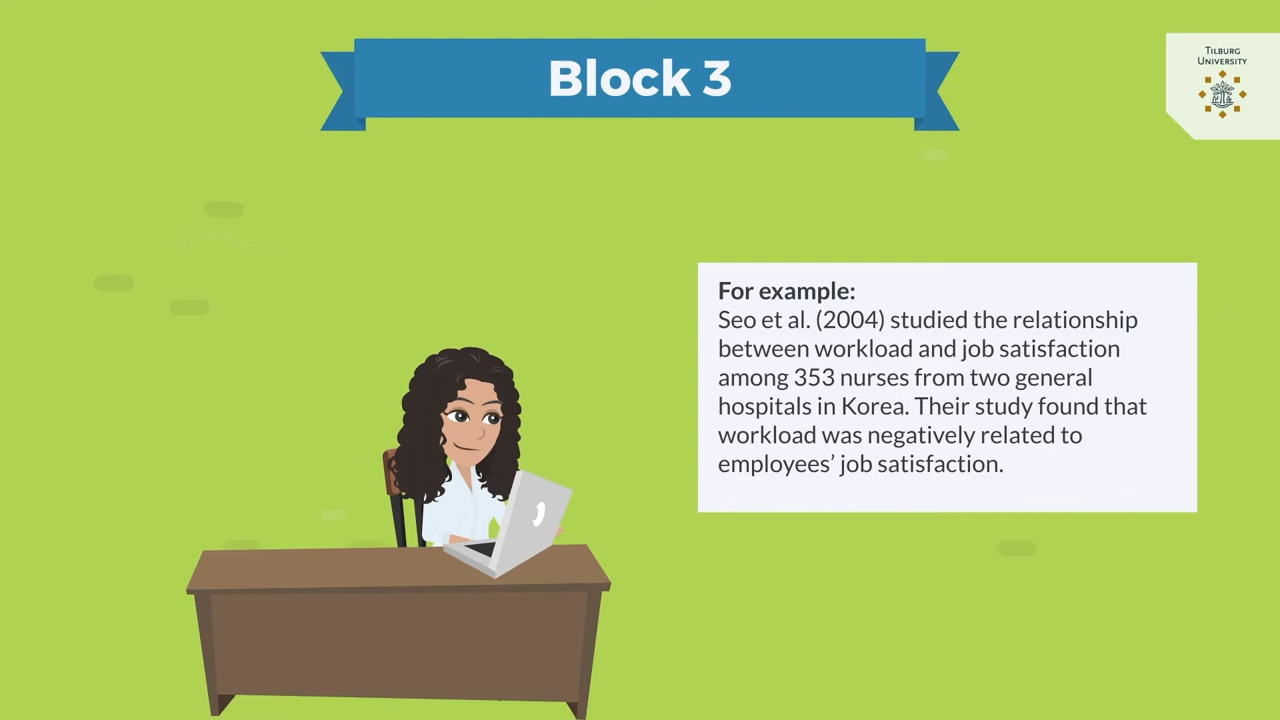 Block 3
TILBURG
UNIVERSITY
For example:
Seo et al. (2004) studied the relationship
between workload and job satisfaction
among 353 nurses from two general
hospitals in Korea. Their study found that
workload was negatively related to
employees’ job satisfaction.